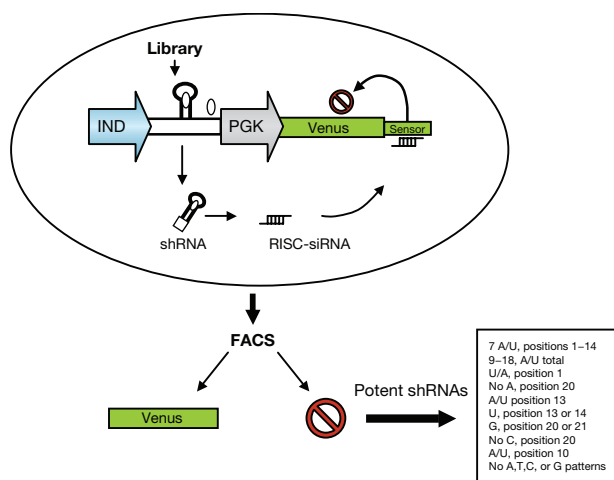 Library
IND
PGK
Venus
Sensor
shRNA
RISC-siRNA
FACS
Venus
Potent shRNAs
7 A/U, positions 1–14
9–18, A/U total
U/A, position 1
No A, position 20
A/U position 13
U, position 13 or 14
G, position 20 or 21
No C, position 20
A/U, position 10
No A,T,C, or G patterns